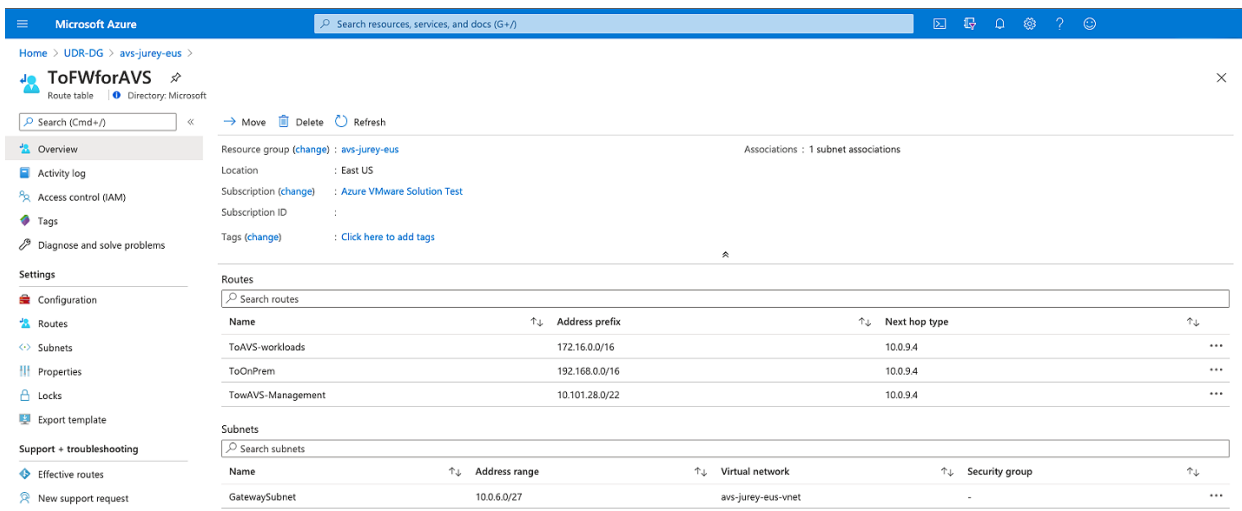 Microsoft Azure
Search resources, services, and docs (G+/)
Home > UDR-DG > avs-jurey-eus >
ToFWforAVS
Route table Directory: Microsoft
Search (Cmd+/)
Move Delete Refresh
Overview
Activity log
Access control (IAM)
Tags
Diagnose and solve problems
Settings
Configuration
Routes
Subnets
Properties
Locks
Export template
Support + troubleshooting
Effective routes
New support request
Resource group (change) : avs-jurey-eus
Associations : 1 subnet associations
Location : East US
Subscription (change) : Azure VMware Solution Test
Subscription ID :
Tags (change) : Click here to add tags
Routes
Search routes
Name Address prefix Next hop type
ToAVS-workloads 172.16.0.0/16 10.0.9.4
ToOnPrem 192.168.0.0/16 10.0.9.4
TowAVS-Management 10.101.28.0/22 10.0.9.4
Subnets
Search subnets
Name Address range Virtual network Security group
GatewaySubnet 10.0.6.0/27 avs-jurey-eus-vnet -